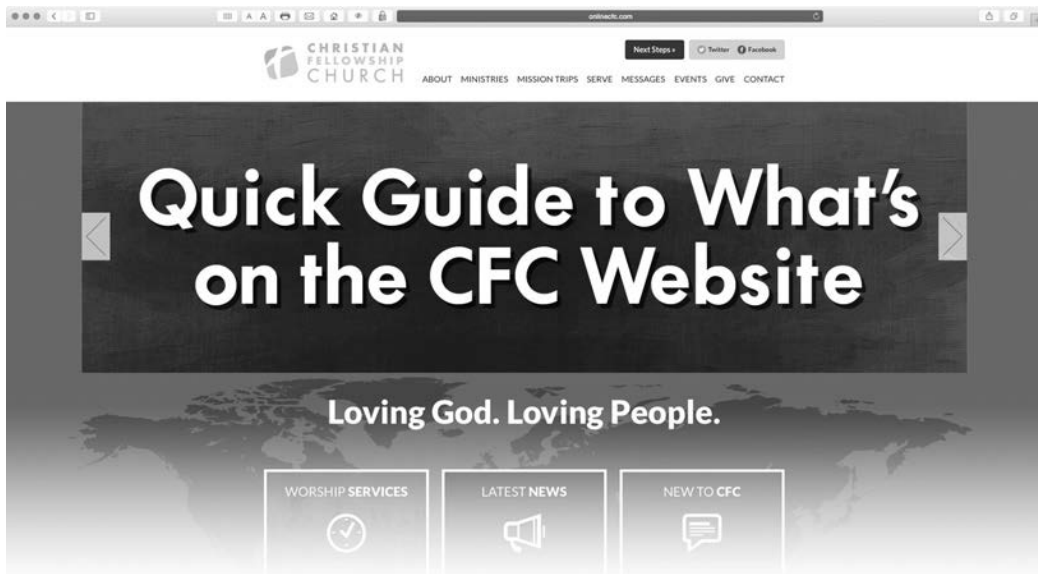 onlinecfc.com
CHRISTIAN
FELLOWSHIP
CHURCH
Next Steps »
Twitter
Facebook
ABOUT MINISTRIES MISSION TRIPS SERVE MESSAGES EVENTS GIVE CONTACT
Quick Guide to What's
on the CFC Website
Loving God. Loving People.
WORSHIP SERVICES
LATEST NEWS
NEW TO CFC